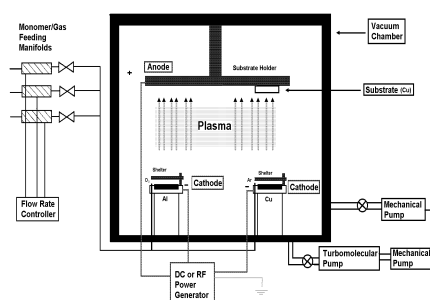 Monomer/Gas
Feeding
Manifolds
Vacuum
Chamber
Anode
Substrate Holder
+
Substrate (Cu)
Plasma
Shelter
Shelter
O₂
Cathode
Ar
Cathode
-
-
Al
Cu
Flow Rate
Controller
Mechanical
Pump
Turbomolecular
Pump
Mechanical
Pump
DC or RF
Power
Generator